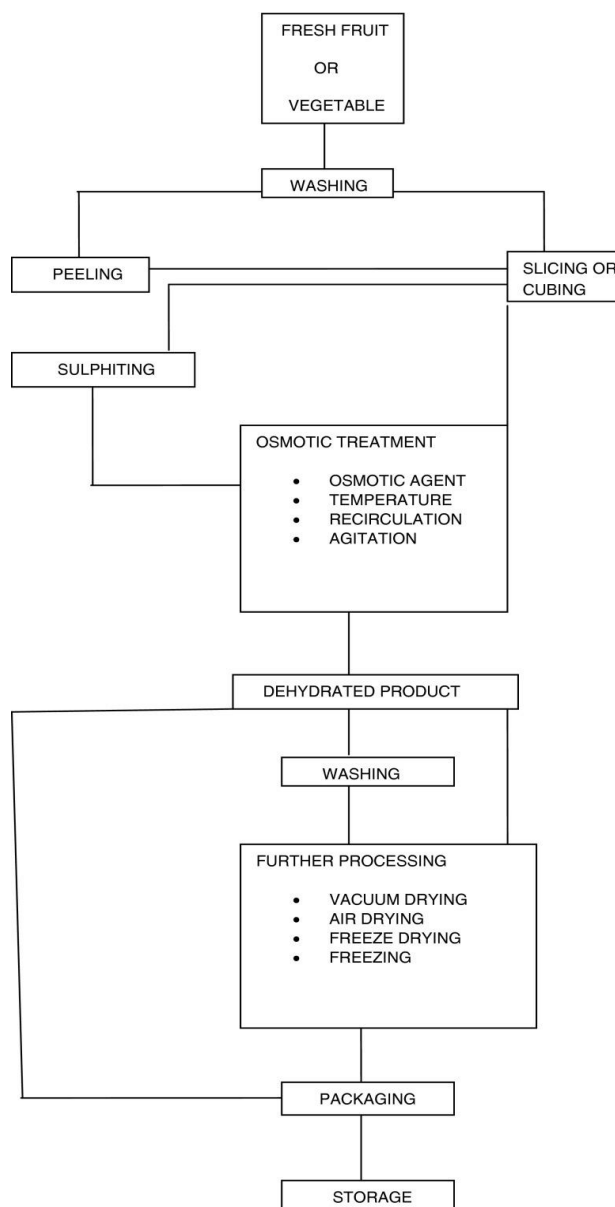 FRESH FRUIT
OR
VEGETABLE
WASHING
PEELING
SLICING OR
CUBING
SULPHITING
OSMOTIC TREATMENT
• OSMOTIC AGENT
• TEMPERATURE
• RECIRCULATION
• AGITATION
DEHYDRATED PRODUCT
WASHING
FURTHER PROCESSING
• VACUUM DRYING
• AIR DRYING
• FREEZE DRYING
• FREEZING
PACKAGING
STORAGE